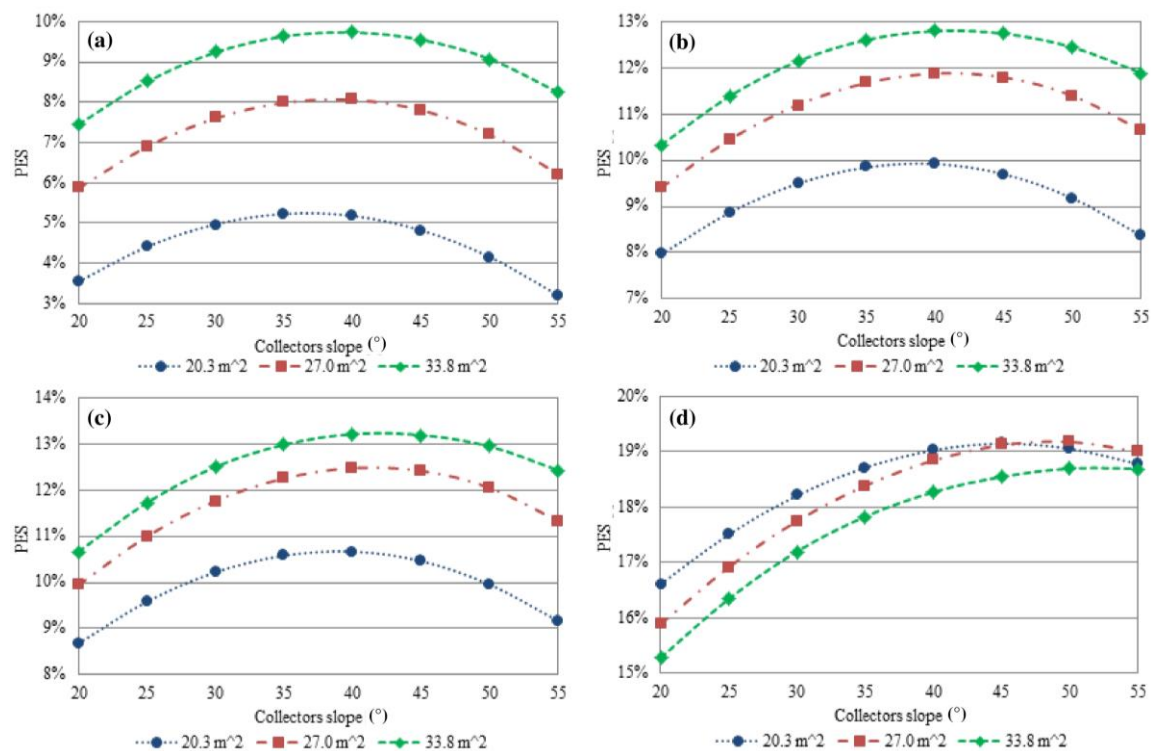 (a)
10%
9%
8%
7%
6%
5%
4%
3%
PES
20 25 30 35 40 45 50 55
Collectors slope (°)
20.3 m^2 27.0 m^2 33.8 m^2
(b)
13%
12%
11%
10%
9%
8%
7%
PES
20 25 30 35 40 45 50 55
Collectors slope (°)
20.3 m^2 27.0 m^2 33.8 m^2
(c)
14%
13%
12%
11%
10%
9%
8%
PES
20 25 30 35 40 45 50 55
Collectors slope (°)
20.3 m^2 27.0 m^2 33.8 m^2
(d)
20%
19%
18%
17%
16%
15%
PES
20 25 30 35 40 45 50 55
Collectors slope (°)
20.3 m^2 27.0 m^2 33.8 m^2